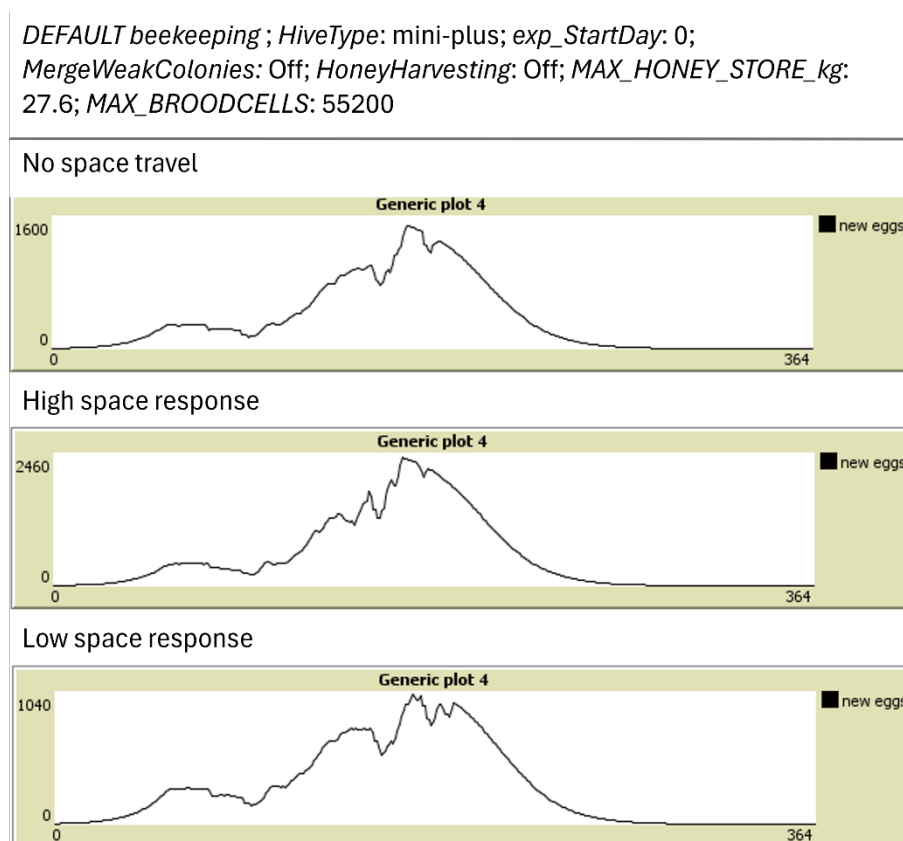 DEFAULT beekeeping ; HiveType: mini-plus; exp_StartDay: 0;
MergeWeakColonies: Off; HoneyHarvesting: Off; MAX_HONEY_STORE_kg:
27.6; MAX_BROODCELLS: 55200
No space travel
Generic plot 4
1600
new eggs
0
0
364
High space response
Generic plot 4
2460
new eggs
0
0
364
Low space response
Generic plot 4
1040
new eggs
0
0
364